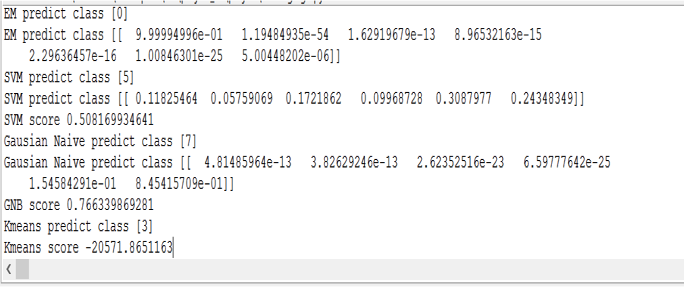 EM predict class [0]
EM predict class [[ 9.99994996e-01 1.19484935e-54 1.62919679e-13 8.96532163e-15
2.29636457e-16 1.00846301e-25 5.00448202e-06]]
SVM predict class [5]
SVM predict class [[ 0.11825464 0.05759069 0.1721862 0.09968728 0.3087977 0.24348349]]
SVM score 0.508169934641
Gausian Naive predict class [7]
Gausian Naive predict class [[ 4.81485964e-13 3.82629246e-13 2.62352516e-23 6.59777642e-25
1.54584291e-01 8.45415709e-01]]
GNB score 0.766339869281
Kmeans predict class [3]
Kmeans score -20571.8651163